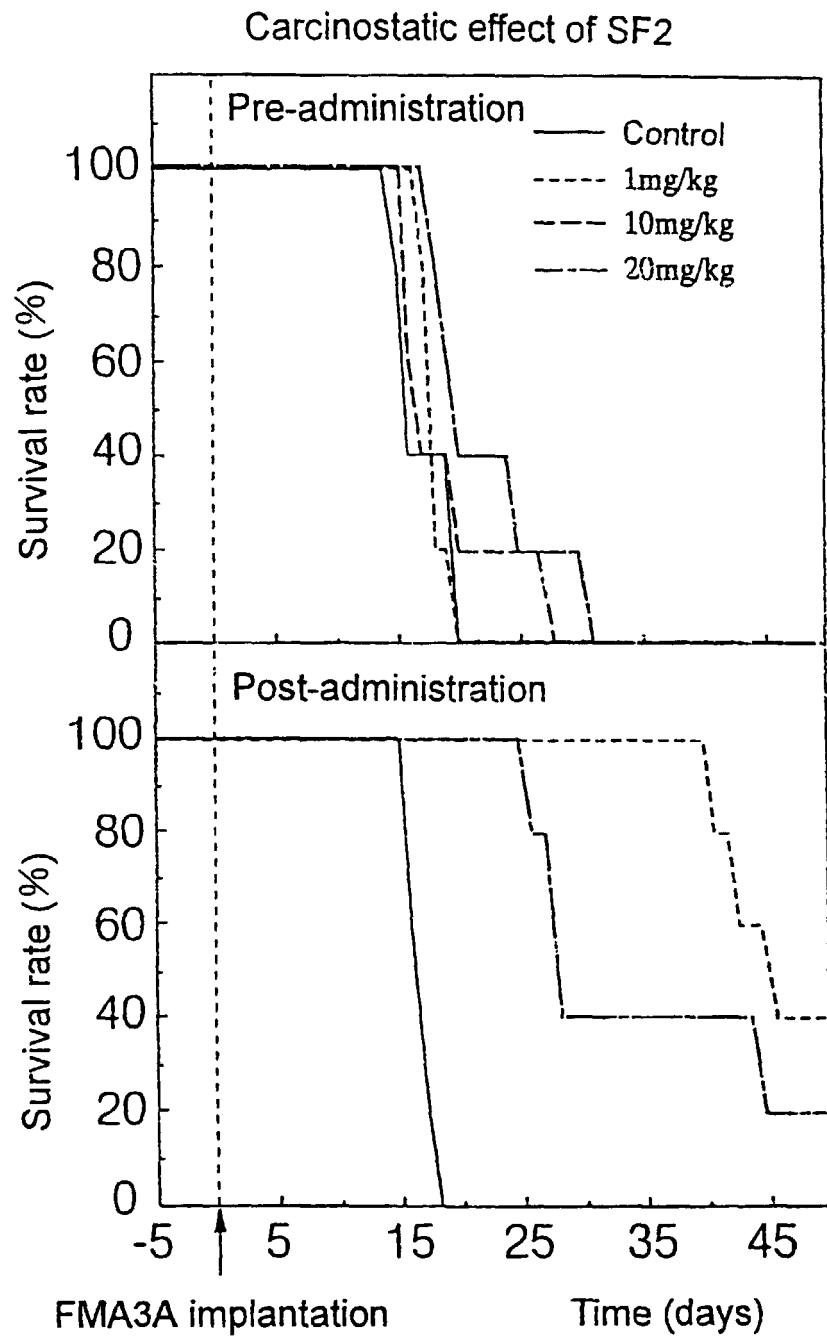 Carcinostatic effect of SF2
Pre-administration
Control
1mg/kg
10mg/kg
20mg/kg
Survival rate (%)
100
80
60
40
20
0
Post-administration
Survival rate (%)
100
80
60
40
20
0
-5 5 15 25 35 45
FMA3A implantation Time (days)